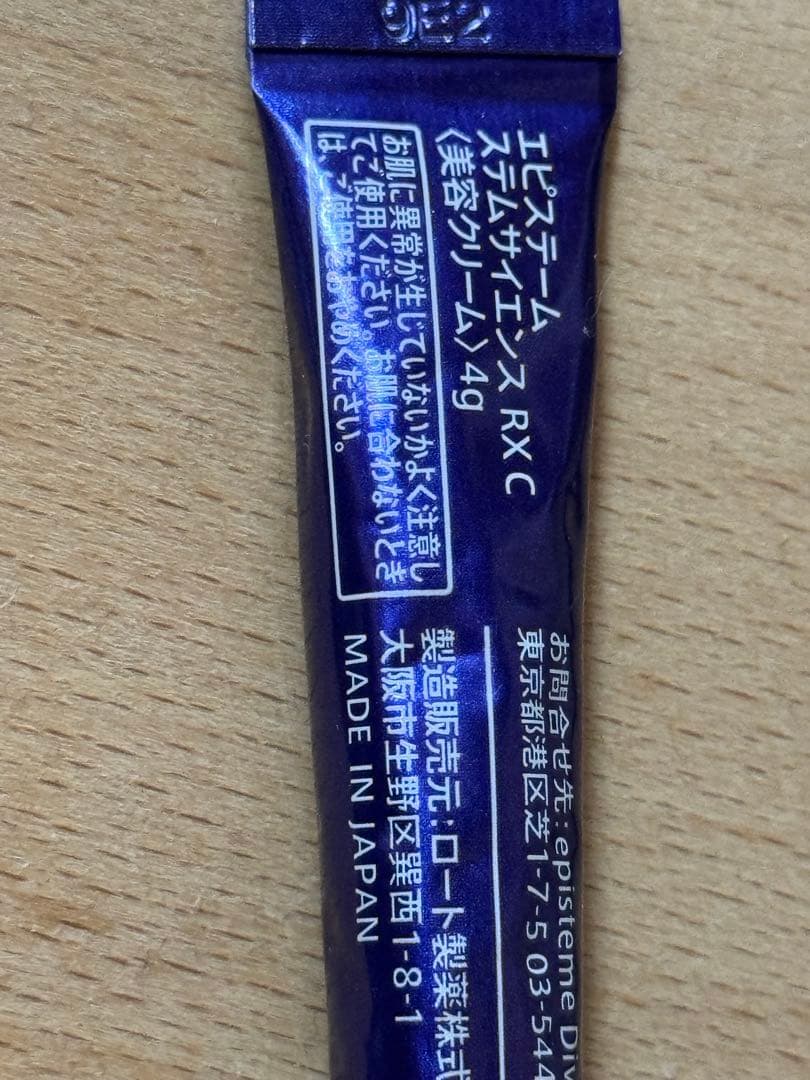 エピステーム
ステムサイエンス RX C
〈美容クリーム〉4g
お肌に異常が生じていないかよく注意し
てご使用ください。お肌に合わないとき
は、ご使用をおやめください。
お問合せ先:episteme Div
東京都港区芝1-7-5 03-544
製造販売元:ロート製薬株式
大阪市生野区巽西1-8-1
MADE IN JAPAN